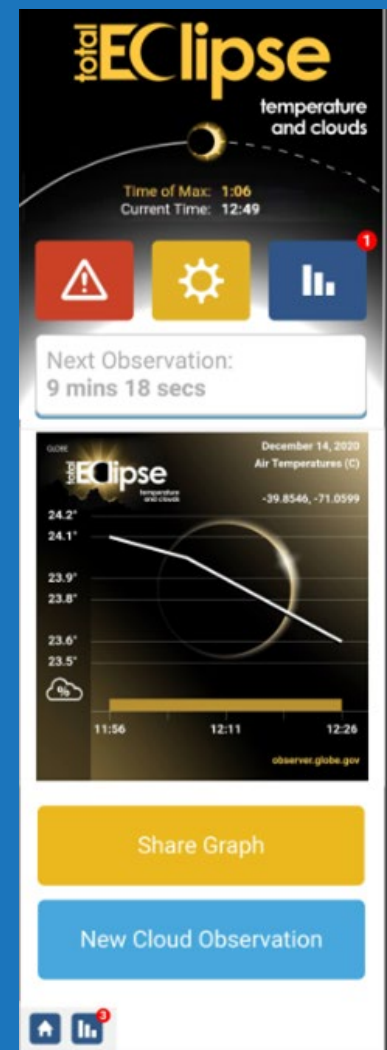 total EClipse
temperature
and clouds
Time of Max: 1:06
Current Time: 12:49
1
Next Observation:
9 mins 18 secs
GLOBE
total EClipse
temperature
and clouds
December 14, 2020
Air Temperatures (C)
-39.8546, -71.0599
24.2°
24.1°
23.9°
23.8°
23.6°
23.5°
%
11:56 12:11 12:26
observer.globe.gov
Share Graph
New Cloud Observation
3